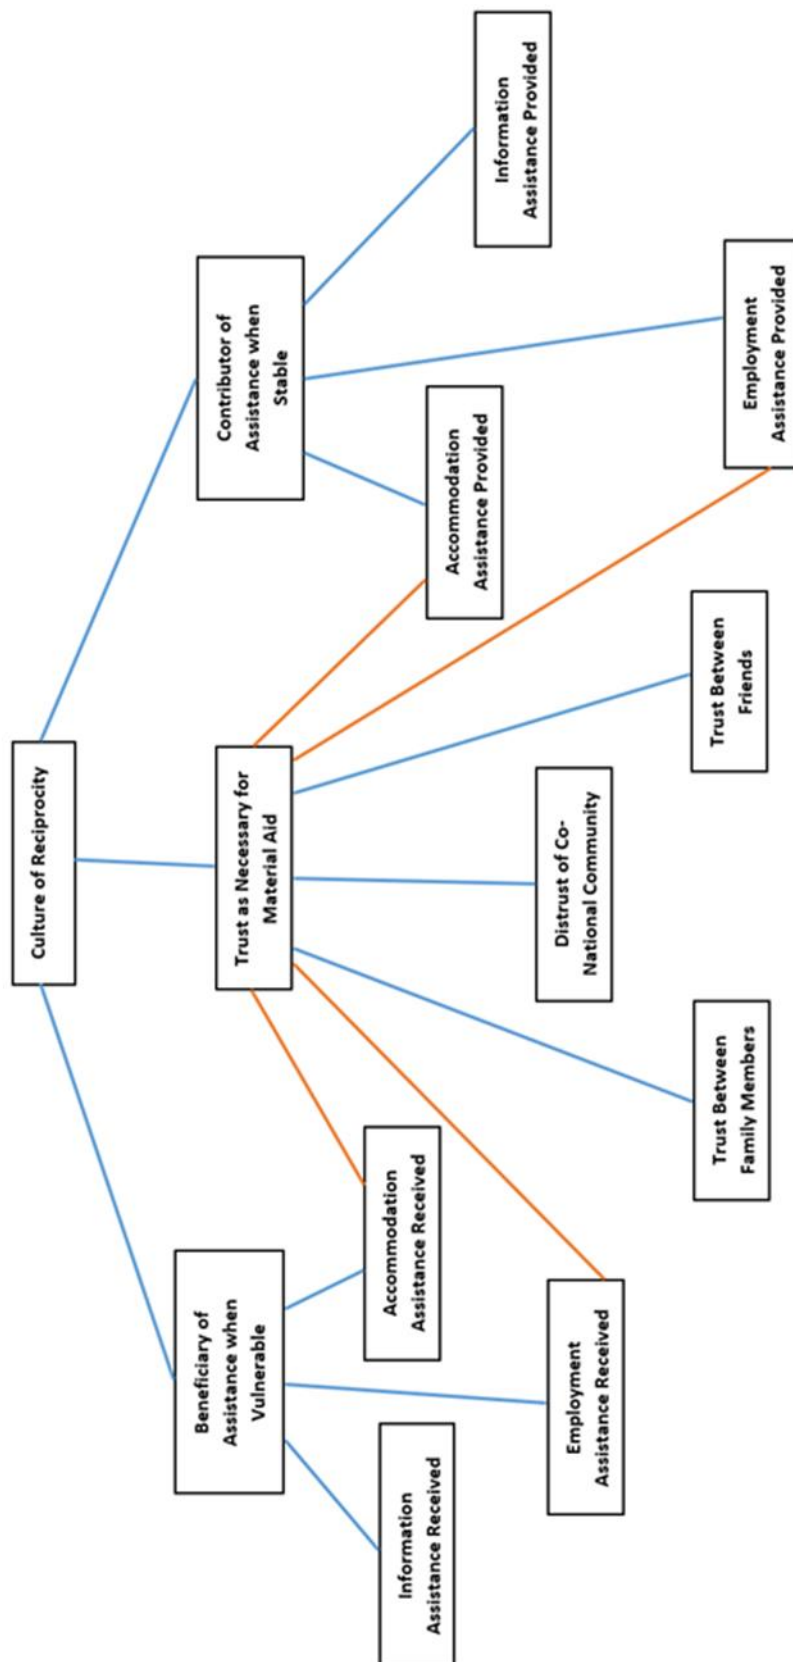 Culture of Reciprocity
Beneficiary of
Assistance when
Vulnerable
Trust as Necessary for
Material Aid
Contributor of
Assistance when
Stable
Information
Assistance Received
Employment
Assistance Received
Accommodation
Assistance Received
Trust Between
Family Members
Distrust of Co-
National Community
Trust Between
Friends
Accommodation
Assistance Provided
Employment
Assistance Provided
Information
Assistance Provided